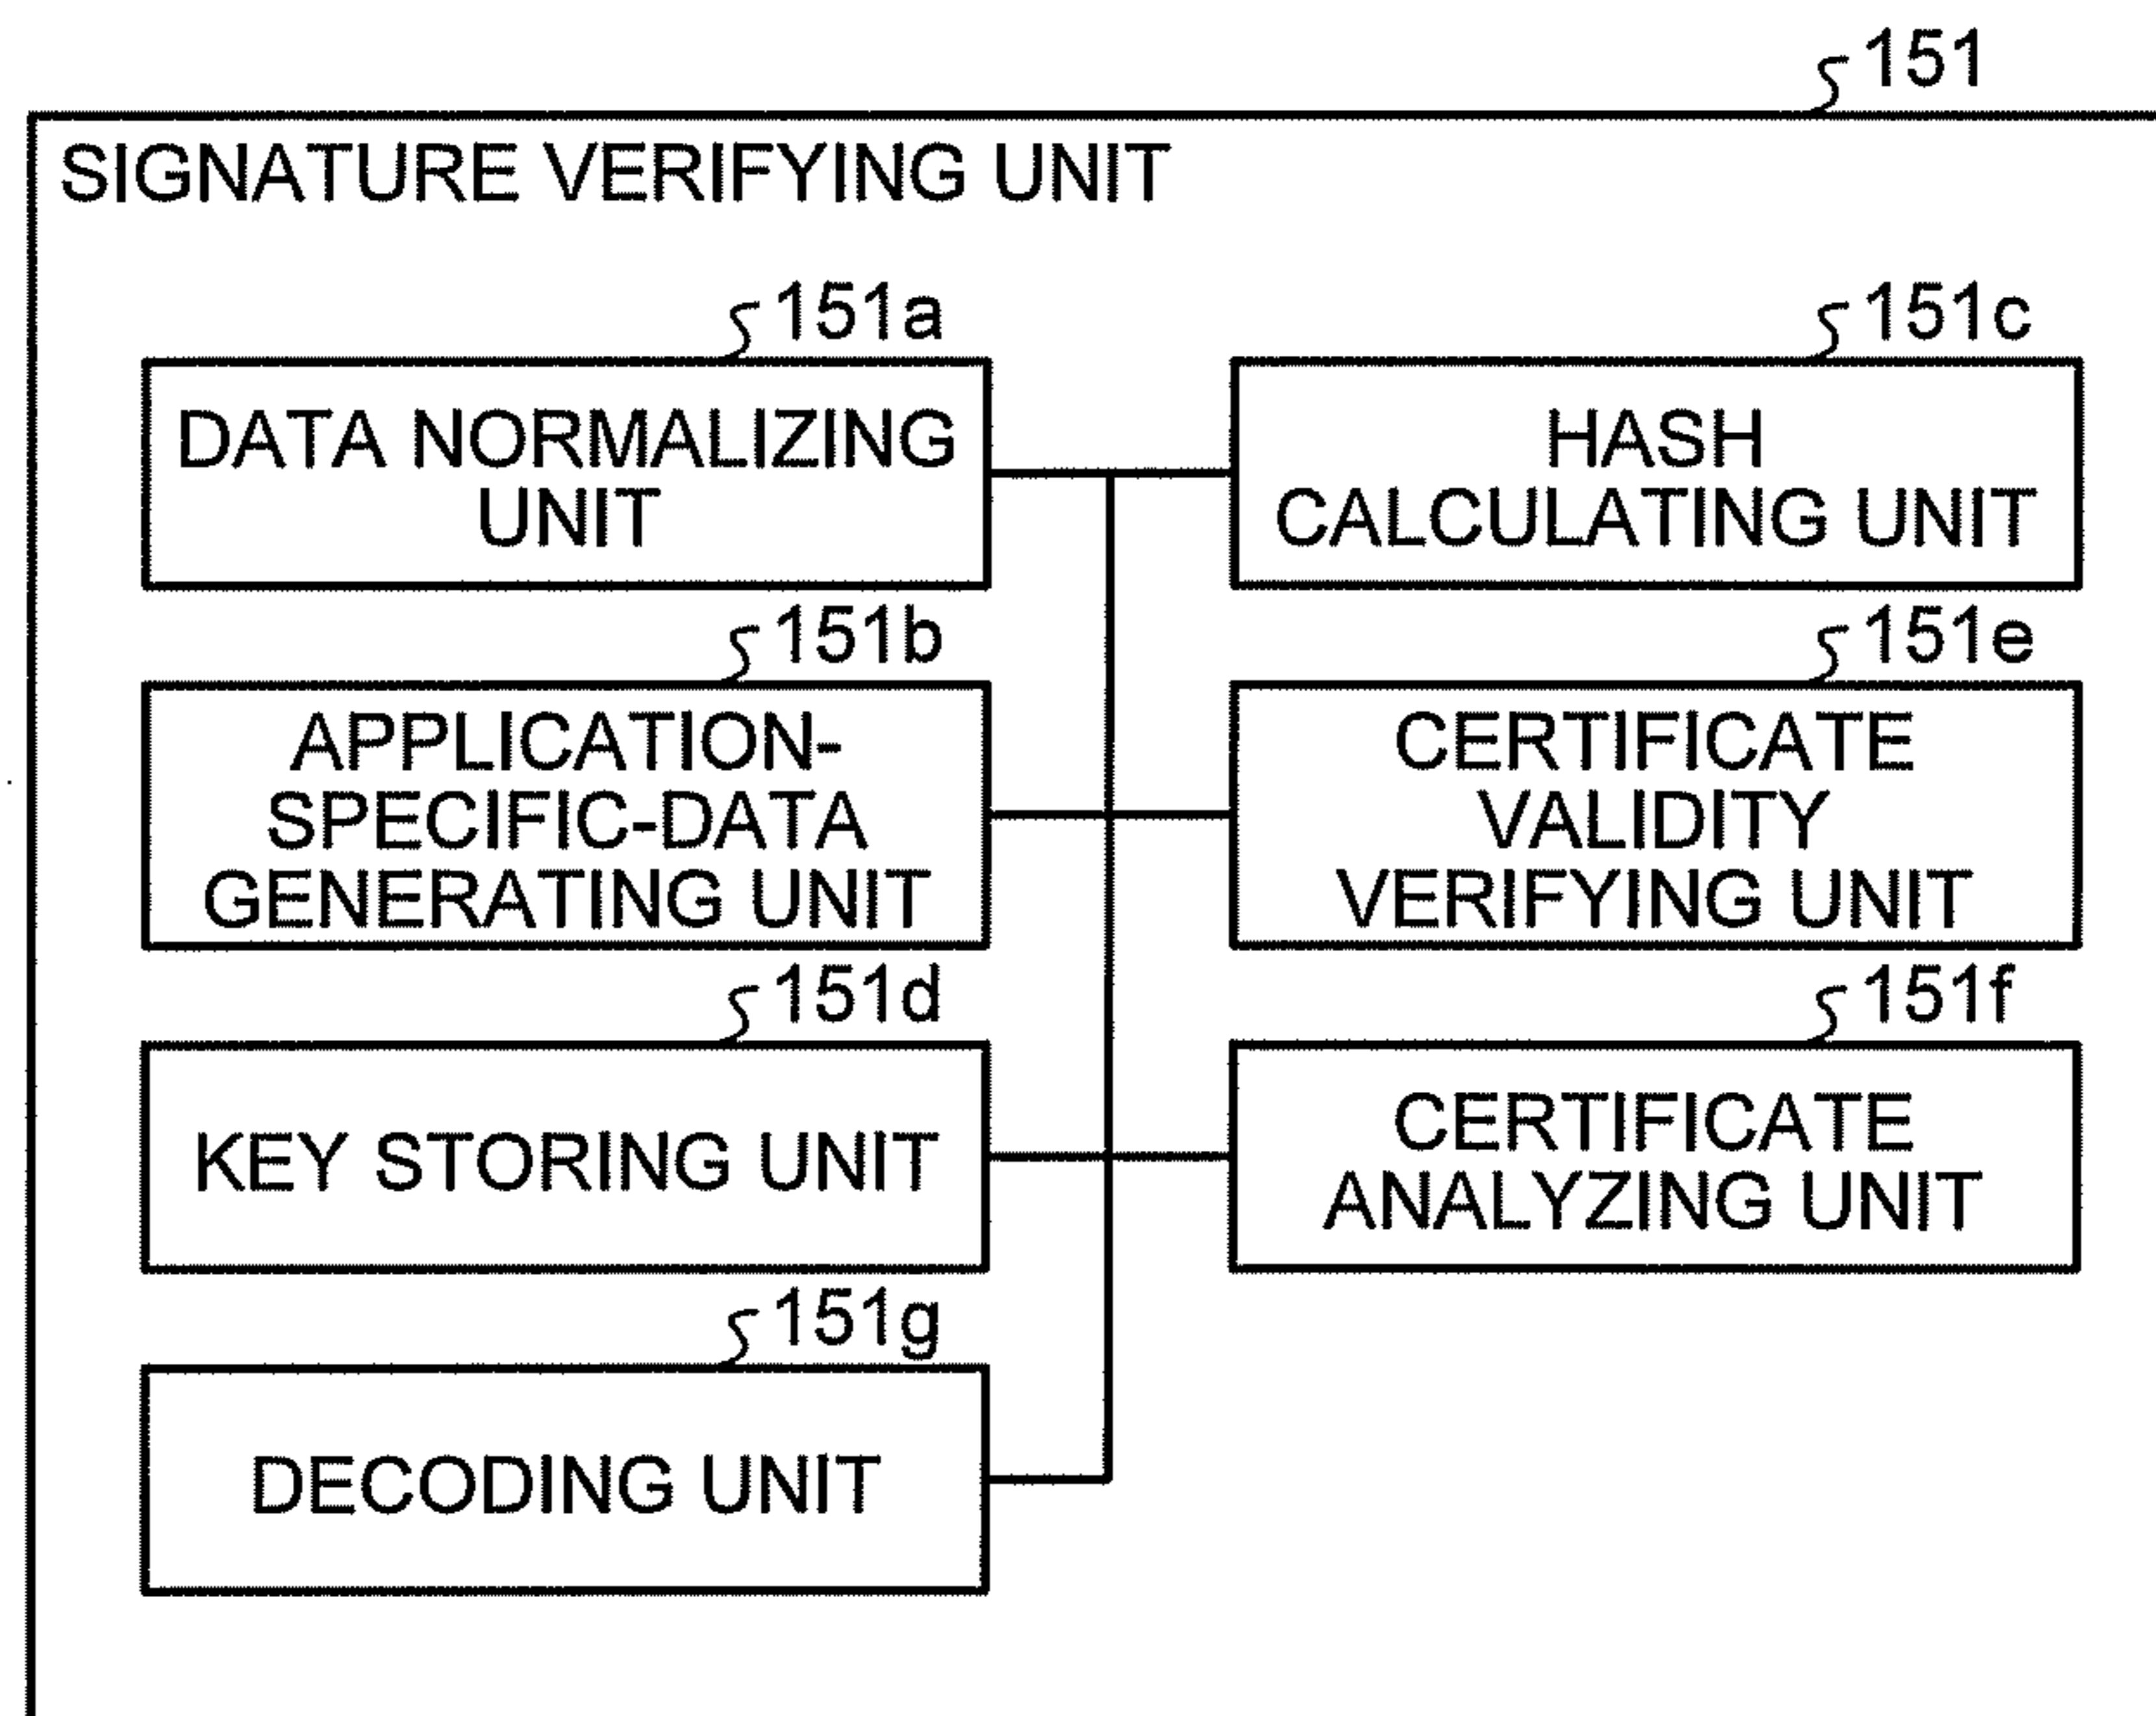 151
SIGNATURE VERIFYING UNIT
151a
DATA NORMALIZING
UNIT
151c
HASH
CALCULATING UNIT
151b
APPLICATION-
SPECIFIC-DATA
GENERATING UNIT
151e
CERTIFICATE
VALIDITY
VERIFYING UNIT
151d
KEY STORING UNIT
151f
CERTIFICATE
ANALYZING UNIT
151g
DECODING UNIT